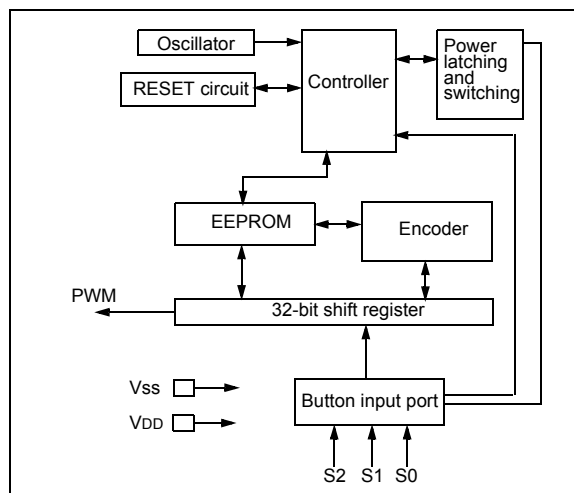 Oscillator
RESET circuit
Controller
Power
latching
and
switching
EEPROM
Encoder
PWM
32-bit shift register
VSS
VDD
Button input port
S2 S1 S0